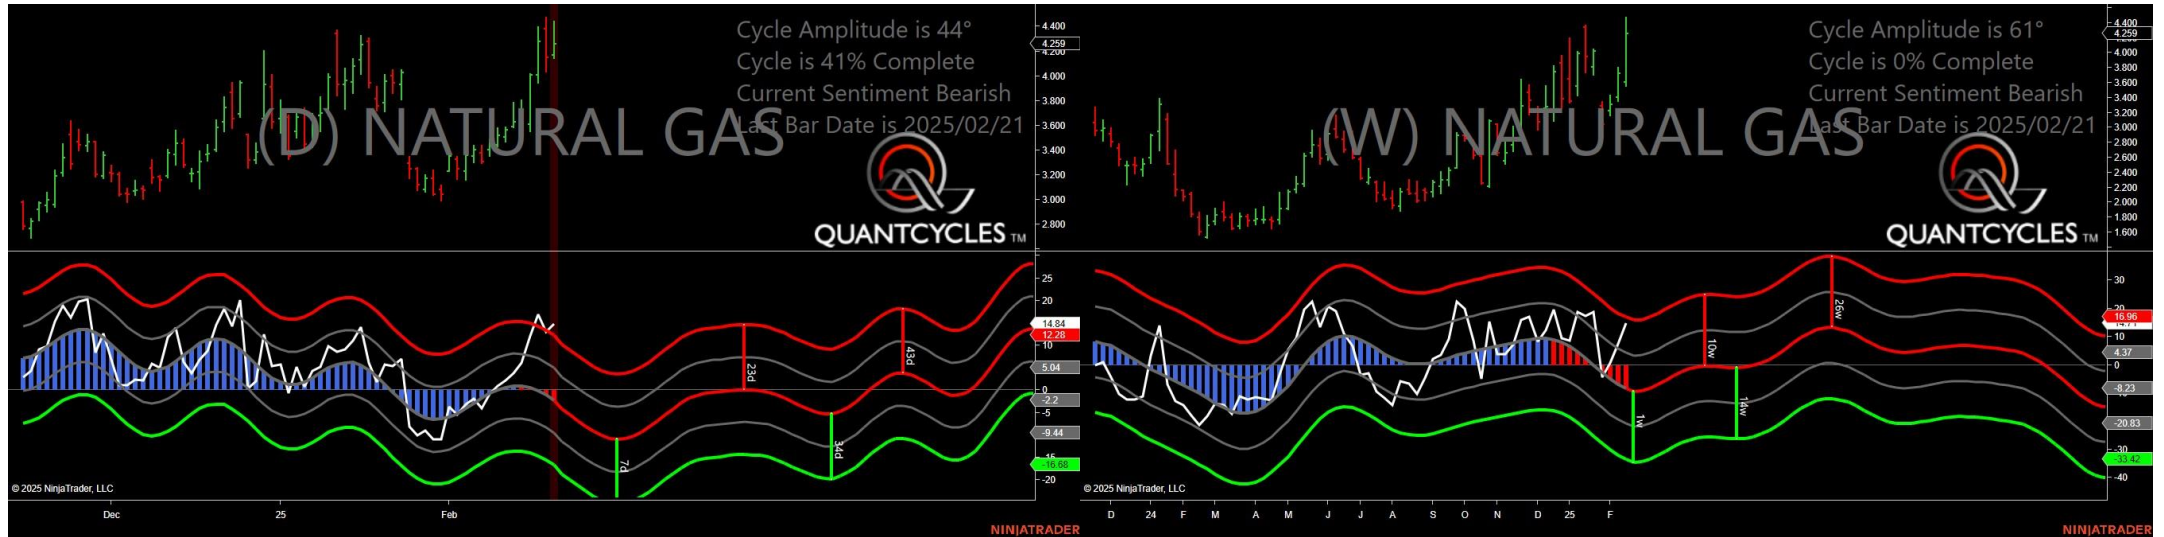 Cycle Amplitude is 44°
Cycle is 41% Complete
Current Sentiment Bearish
Last Bar Date is 2025/02/21
(D) NATURAL GAS
QUANTCYCLES TM
4.400
4.259
4.200
4.000
3.800
3.600
3.400
3.200
3.000
2.800
25
20
14.84
12.28
10
5.04
0
-2.2
-5
-9.44
-15
-16.68
-20
7d
23d
34d
43d
© 2025 NinjaTrader, LLC
Dec
25
Feb
NINJATRADER
Cycle Amplitude is 61°
Cycle is 0% Complete
Current Sentiment Bearish
Last Bar Date is 2025/02/21
(W) NATURAL GAS
QUANTCYCLES TM
4.400
4.259
4.000
3.800
3.600
3.400
3.200
3.000
2.800
2.600
2.400
2.200
2.000
1.800
1.600
30
20
16.96
4.37
0
-8.23
-20.83
-30
-33.42
-40
1w
10w
14w
26w
© 2025 NinjaTrader, LLC
D 24 F M A M J J A S O N D 25 F
NINJATRADER